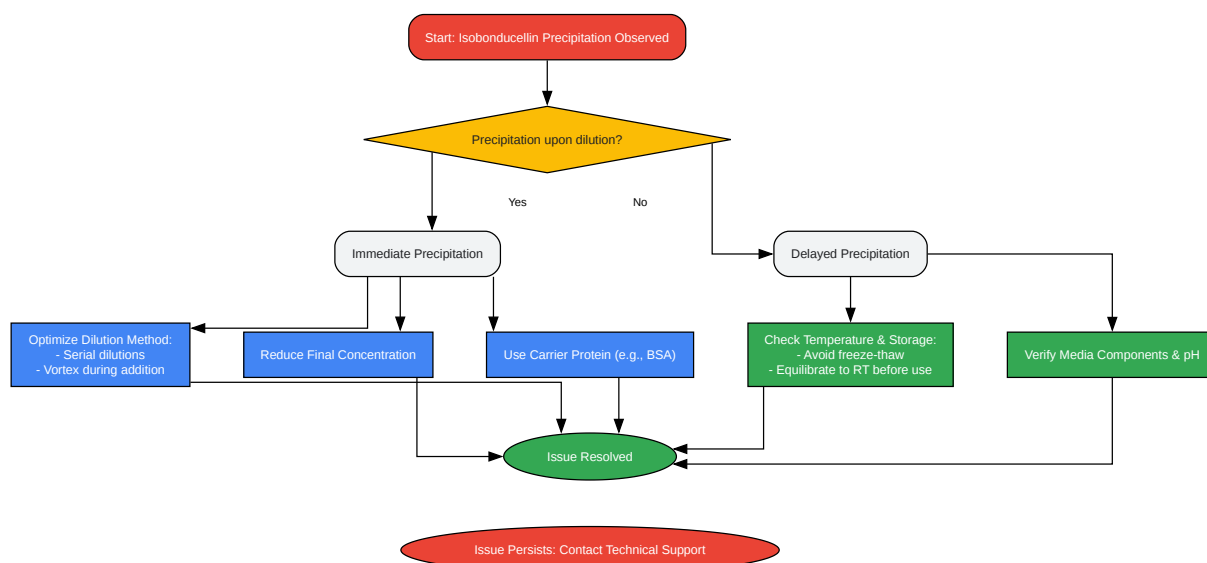 Start: Isobonducellin Precipitation Observed
Precipitation upon dilution?
Yes
No
Immediate Precipitation
Delayed Precipitation
Optimize Dilution Method:
- Serial dilutions
- Vortex during addition
Reduce Final Concentration
Use Carrier Protein (e.g., BSA)
Check Temperature & Storage:
- Avoid freeze-thaw
- Equilibrate to RT before use
Verify Media Components & pH
Issue Resolved
Issue Persists: Contact Technical Support